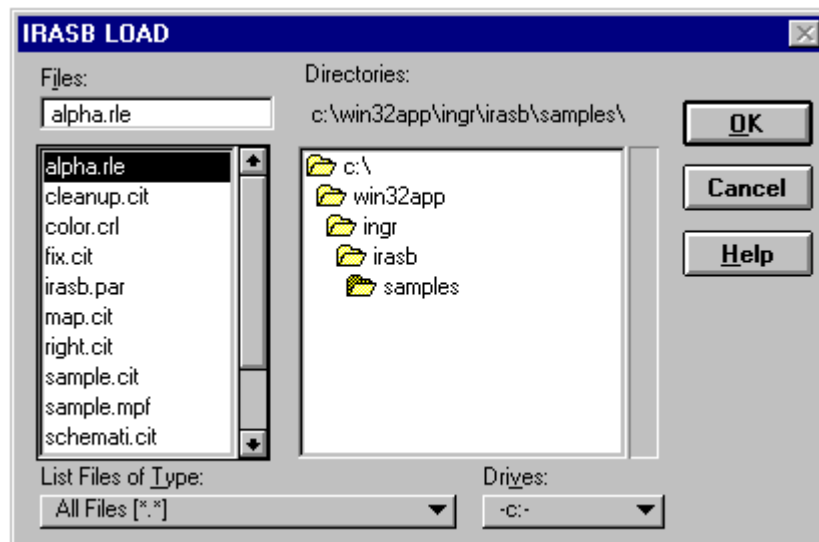 IRASB LOAD
Files:
alpha.rle
alpha.rle
cleanup.cit
color.crl
fix.cit
irasb.par
map.cit
right.cit
sample.cit
sample.mpf
schemati.cit
List Files of Type:
All Files [*.*]
Directories:
c:\win32app\ingr\irasb\samples\
c:\
win32app
ingr
irasb
samples
Drives:
-c:-
OK
Cancel
Help